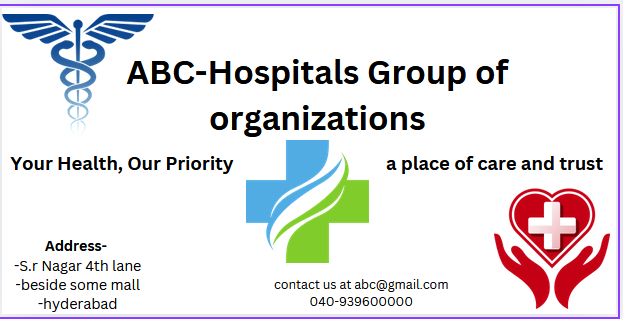 ABC-Hospitals Group of
organizations
Your Health, Our Priority
a place of care and trust
Address-
-S.r Nagar 4th lane
-beside some mall
-hyderabad
contact us at abc@gmail.com
040-939600000